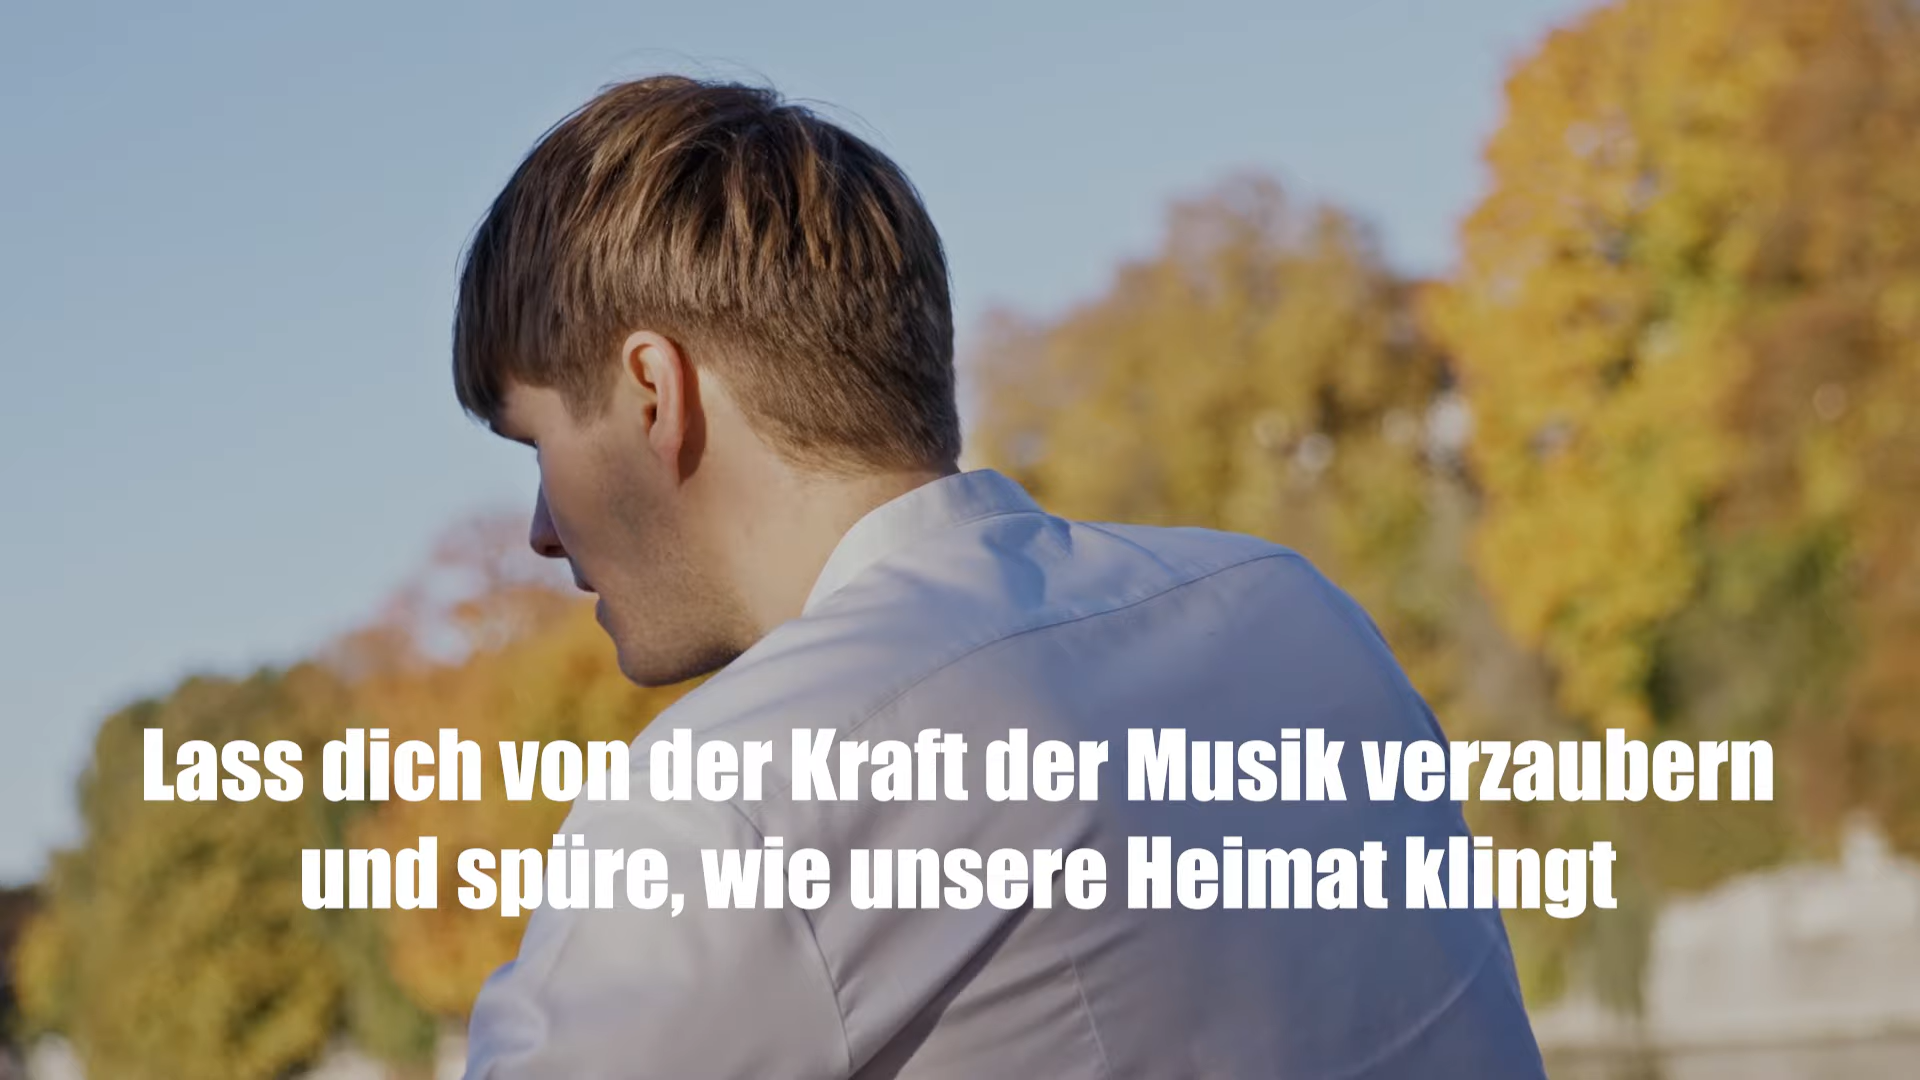 Lass dich von der Kraft der Musik verzaubern
und spüre, wie unsere Heimat klingt